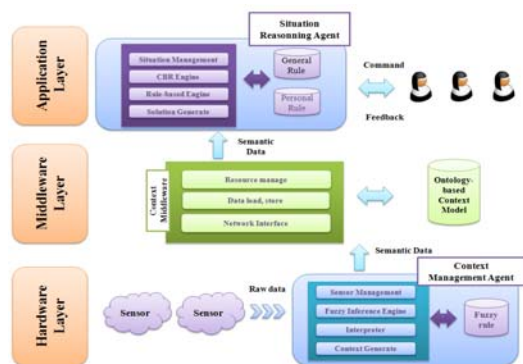 Application
Layer
Situation
Reasonning Agent
Situation Management
CBR Engine
Rule-based Engine
Solution Generate
General
Rule
Personal Rule
Command
Feedback
Semantic
Data
Middleware
Layer
Context
Middleware
Resource manage
Data load, store
Network Interface
Ontology-
based
Context
Model
Semantic Data
Hardware
Layer
Sensor
Sensor
Raw data
Context
Management Agent
Sensor Management
Fuzzy Inference Engine
Interpretor
Context Generate
Fuzzy
rule